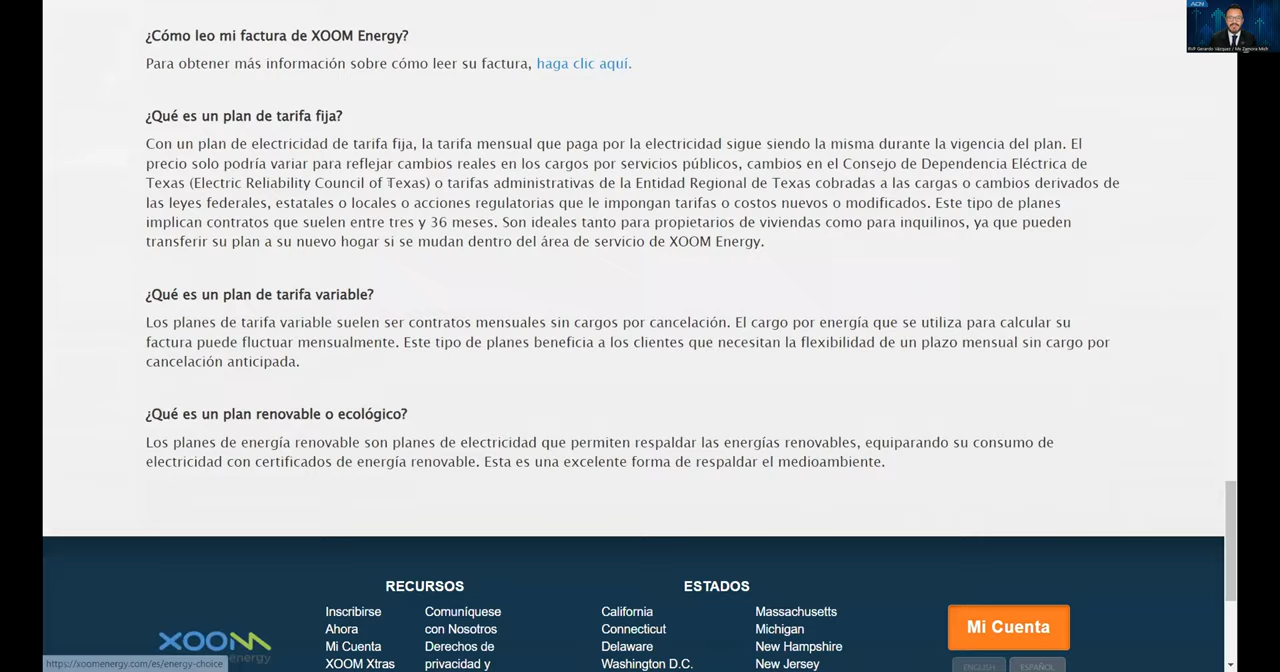 ACN
RVP Gerardo Vázquez / Ms Zamora Mich
¿Cómo leo mi factura de XOOM Energy?
Para obtener más información sobre cómo leer su factura, haga clic aquí.
¿Qué es un plan de tarifa fija?
Con un plan de electricidad de tarifa fija, la tarifa mensual que paga por la electricidad sigue siendo la misma durante la vigencia del plan. El
precio solo podría variar para reflejar cambios reales en los cargos por servicios públicos, cambios en el Consejo de Dependencia Eléctrica de
Texas (Electric Reliability Council of Texas) o tarifas administrativas de la Entidad Regional de Texas cobradas a las cargas o cambios derivados de
las leyes federales, estatales o locales o acciones regulatorias que le impongan tarifas o costos nuevos o modificados. Este tipo de planes
implican contratos que suelen entre tres y 36 meses. Son ideales tanto para propietarios de viviendas como para inquilinos, ya que pueden
transferir su plan a su nuevo hogar si se mudan dentro del área de servicio de XOOM Energy.
¿Qué es un plan de tarifa variable?
Los planes de tarifa variable suelen ser contratos mensuales sin cargos por cancelación. El cargo por energía que se utiliza para calcular su
factura puede fluctuar mensualmente. Este tipo de planes beneficia a los clientes que necesitan la flexibilidad de un plazo mensual sin cargo por
cancelación anticipada.
¿Qué es un plan renovable o ecológico?
Los planes de energía renovable son planes de electricidad que permiten respaldar las energías renovables, equiparando su consumo de
electricidad con certificados de energía renovable. Esta es una excelente forma de respaldar el medioambiente.
XOOM
energy
RECURSOS
Inscribirse
Ahora
Mi Cuenta
XOOM Xtras
Comuníquese
con Nosotros
Derechos de
privacidad y
ESTADOS
California
Connecticut
Delaware
Washington D.C.
Massachusetts
Michigan
New Hampshire
New Jersey
Mi Cuenta
ENGLISH
ESPAÑOL
https://xoomenergy.com/es/energy-choice